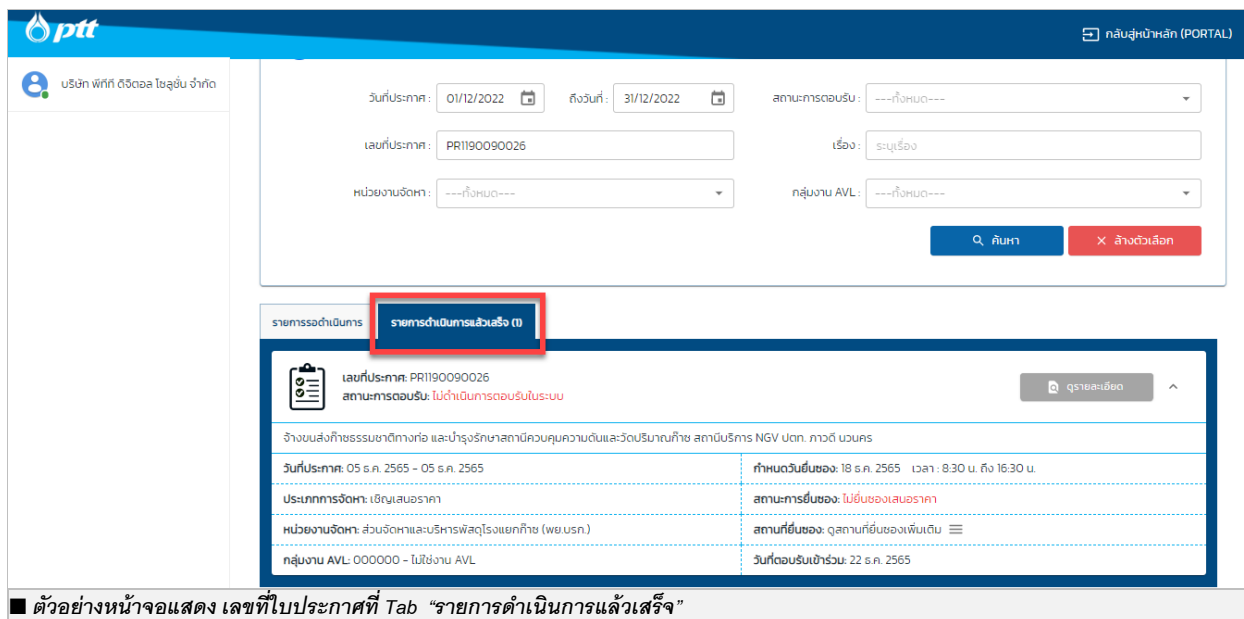 ptt
กลับสู่หน้าหลัก (PORTAL)
บริษัท พีทีที ดิจิตอล โซลูชั่น จำกัด
วันที่ประกาศ : 01/12/2022 ถึงวันที่ : 31/12/2022 สถานะการตอบรับ : ---ทั้งหมด---
เลขที่ประกาศ : PR1190090026 เรื่อง : ระบุเรื่อง
หน่วยงานจัดหา : ---ทั้งหมด--- กลุ่มงาน AVL : ---ทั้งหมด---
ค้นหา × ล้างตัวเลือก
รายการรอดำเนินการ รายการดำเนินการแล้วเสร็จ (1)
เลขที่ประกาศ: PR1190090026
ดูรายละเอียด
สถานะการตอบรับ: ไม่ดำเนินการตอบรับในระบบ
จ้างขนส่งก๊าซธรรมชาติทางท่อ และบำรุงรักษาสถานีควบคุมความดันและวัดปริมาณก๊าซ สถานีบริการ NGV ปตท. ภาวดี นวนคร
วันที่ประกาศ: 05 ธ.ค. 2565 - 05 ธ.ค. 2565 กำหนดวันยื่นซอง: 18 ธ.ค. 2565 เวลา : 8:30 น. ถึง 16:30 น.
ประเภทการจัดหา: เชิญเสนอราคา สถานะการยื่นซอง: ไม่ยื่นซองเสนอราคา
หน่วยงานจัดหา: ส่วนจัดหาและบริหารพัสดุโรงแยกก๊าซ (พย.บรก.) สถานที่ยื่นซอง: ดูสถานที่ยื่นซองเพิ่มเติม
กลุ่มงาน AVL: 000000 - ไม่ใช่งาน AVL วันที่ตอบรับเข้าร่วม: 22 ธ.ค. 2565
■ ตัวอย่างหน้าจอแสดง เลขที่ใบประกาศที่ Tab “รายการดำเนินการแล้วเสร็จ”